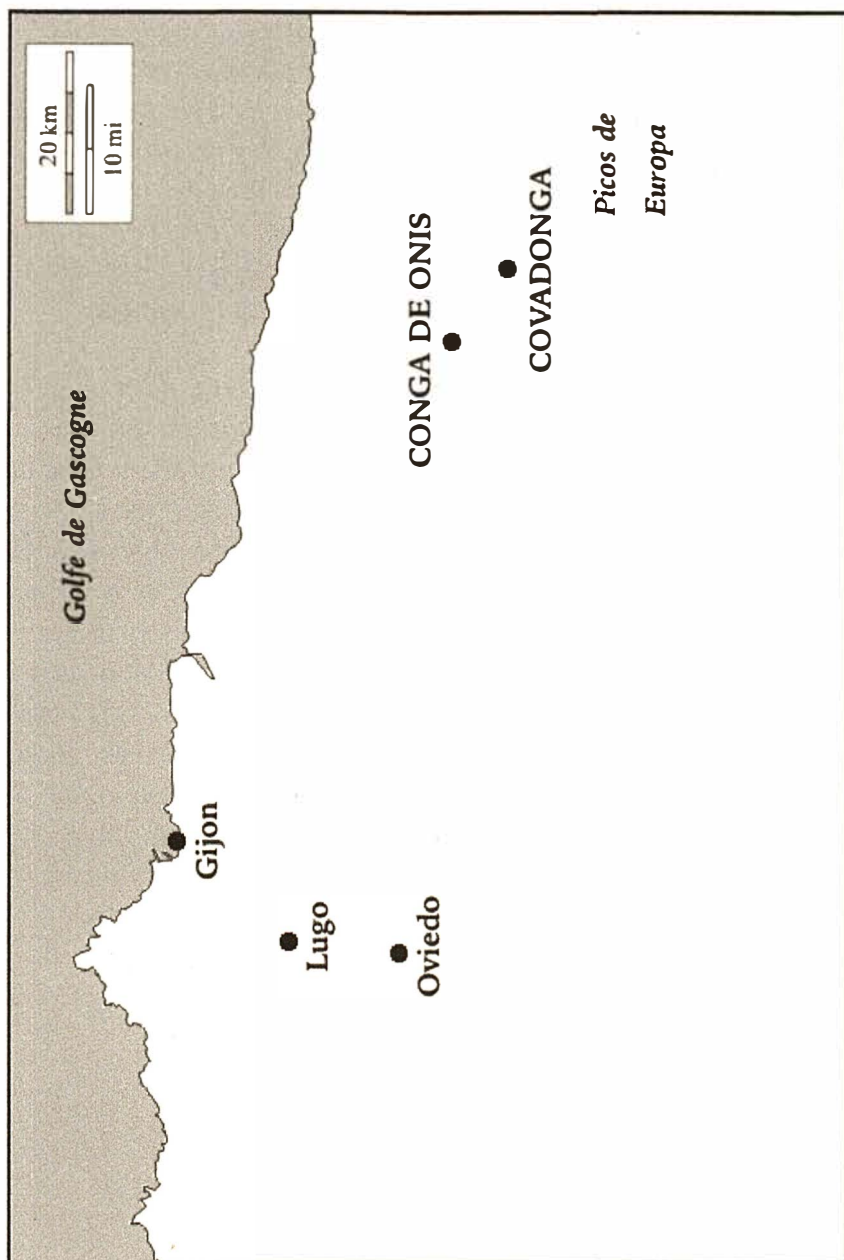 20 km
10 mi
Golfe de Gascogne
Gijon
Lugo
Oviedo
CONGA DE ONIS
COVADONGA
Picos de
Europa